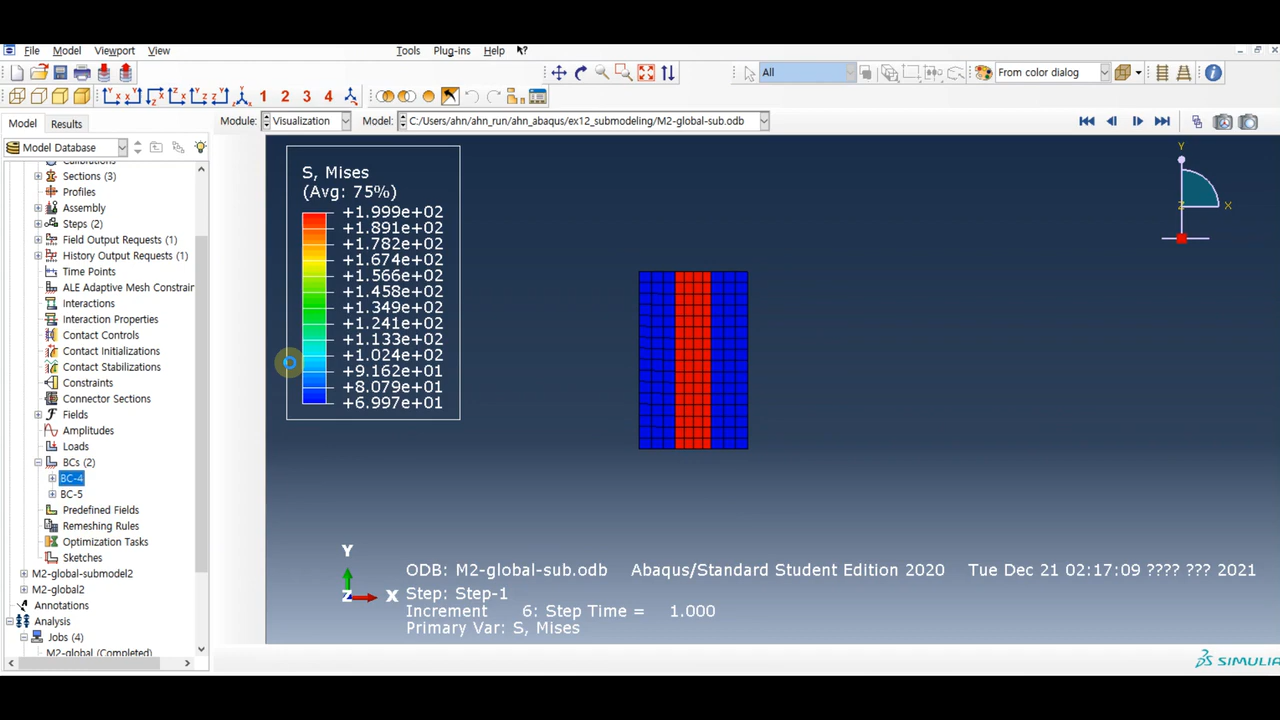 File Model Viewport View Tools Plug-ins Help
All From color dialog
1 2 3 4
Model Results Module: Visualization Model: C:/Users/ahn/ahn_run/ahn_abaqus/ex12_submodeling/M2-global-sub.odb
Model Database
Calibrations
Sections (3)
Profiles
Assembly
Steps (2)
Field Output Requests (1)
History Output Requests (1)
Time Points
ALE Adaptive Mesh Constrain
Interactions
Interaction Properties
Contact Controls
Contact Initializations
Contact Stabilizations
Constraints
Connector Sections
Fields
Amplitudes
Loads
BCs (2)
BC-4
BC-5
Predefined Fields
Remeshing Rules
Optimization Tasks
Sketches
M2-global-submodel2
M2-global2
Annotations
Analysis
Jobs (4)
M2-global (Completed)
S, Mises
(Avg: 75%)
+1.999e+02
+1.891e+02
+1.782e+02
+1.674e+02
+1.566e+02
+1.458e+02
+1.349e+02
+1.241e+02
+1.133e+02
+1.024e+02
+9.162e+01
+8.079e+01
+6.997e+01
Y
Z X
Y
Z X
ODB: M2-global-sub.odb Abaqus/Standard Student Edition 2020 Tue Dec 21 02:17:09 ???? ??? 2021
Step: Step-1
Increment 6: Step Time = 1.000
Primary Var: S, Mises
SIMULIA